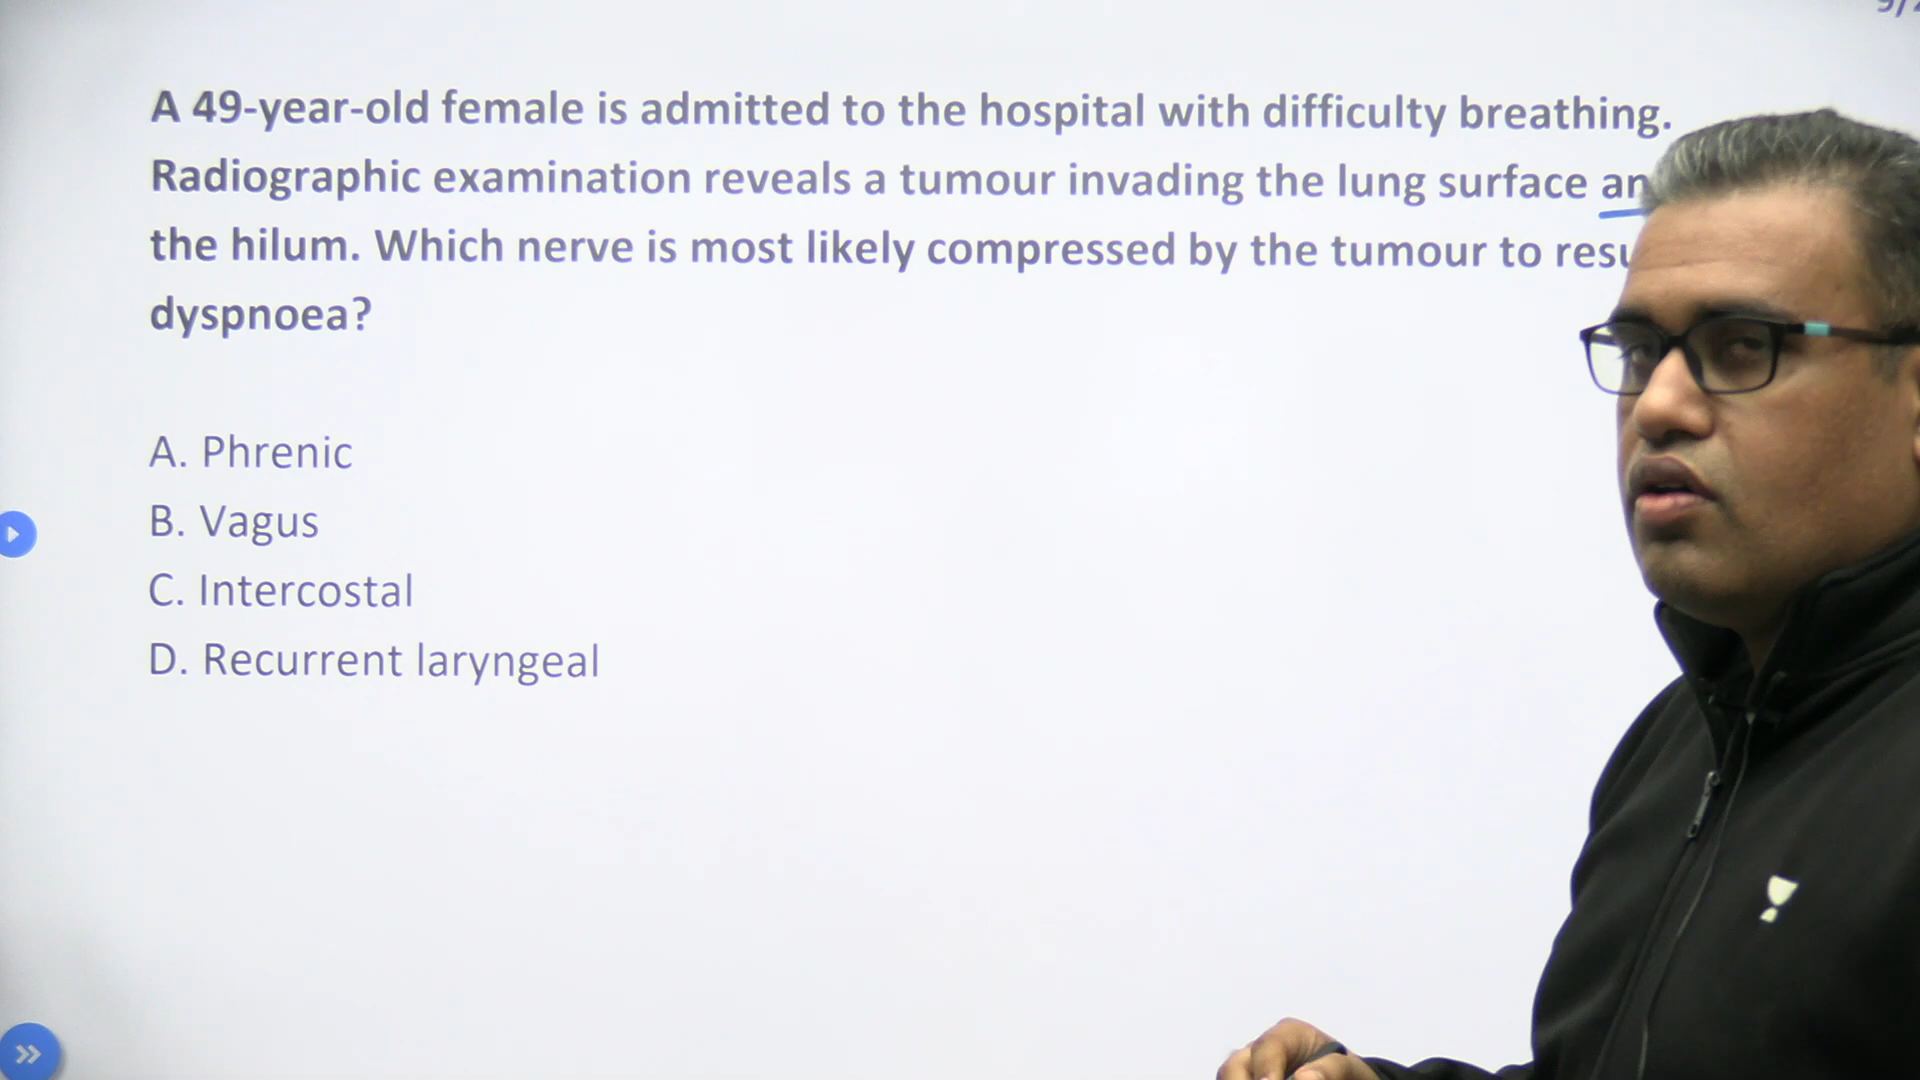 A 49-year-old female is admitted to the hospital with difficulty breathing.
Radiographic examination reveals a tumour invading the lung surface
the hilum. Which nerve is most likely compressed by the tumour to
dyspnoea?
A. Phrenic
B. Vagus
C. Intercostal
D. Recurrent laryngeal